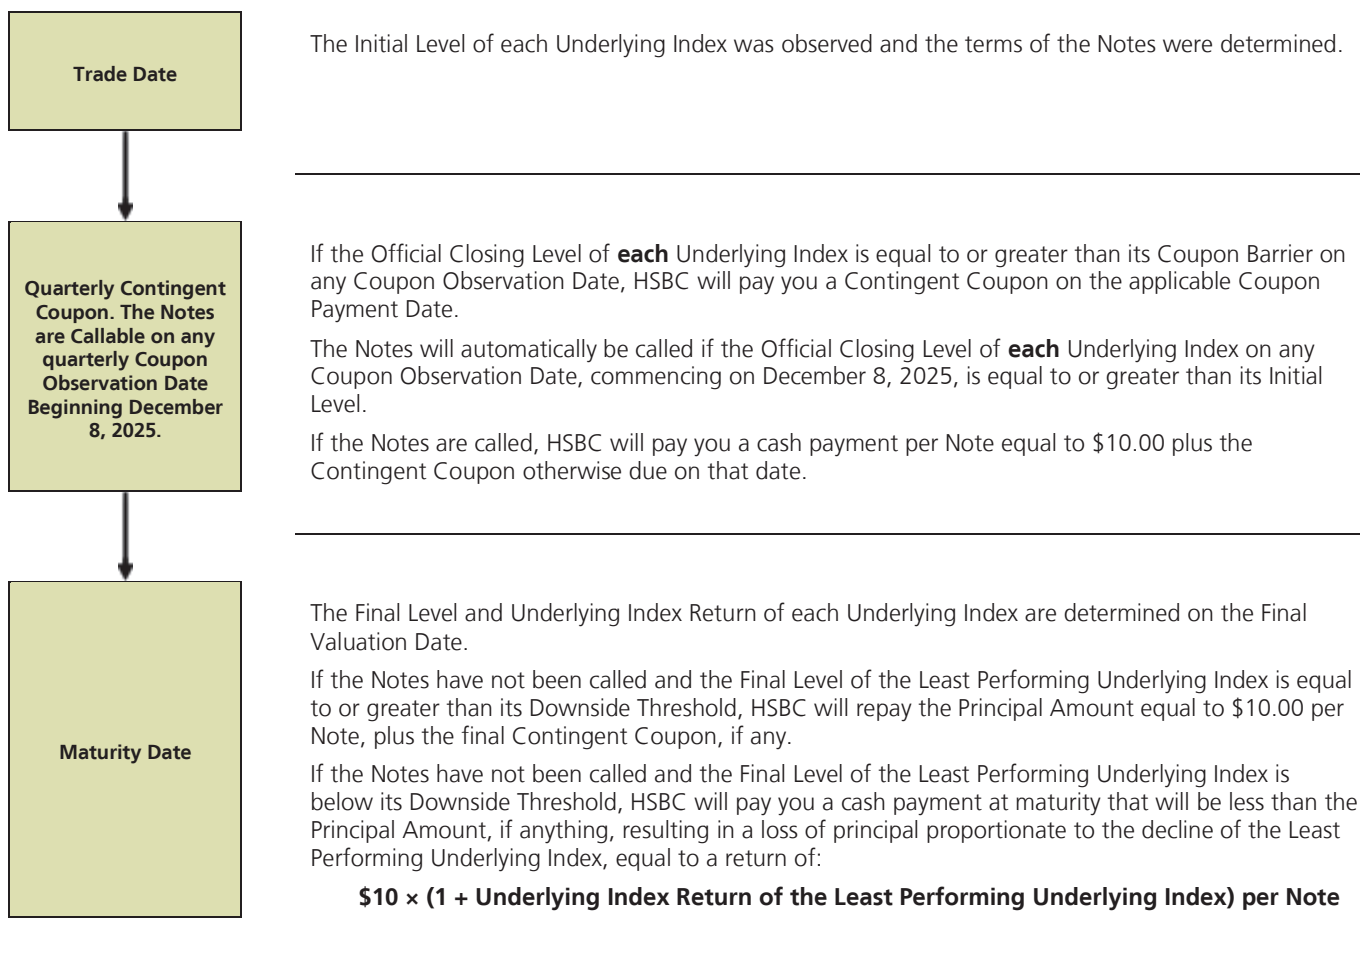 Trade Date
The Initial Level of each Underlying Index was observed and the terms of the Notes were determined.
Quarterly Contingent
Coupon. The Notes
are Callable on any
quarterly Coupon
Observation Date
Beginning December
8, 2025.
If the Official Closing Level of each Underlying Index is equal to or greater than its Coupon Barrier on
any Coupon Observation Date, HSBC will pay you a Contingent Coupon on the applicable Coupon
Payment Date.
The Notes will automatically be called if the Official Closing Level of each Underlying Index on any
Coupon Observation Date, commencing on December 8, 2025, is equal to or greater than its Initial
Level.
If the Notes are called, HSBC will pay you a cash payment per Note equal to $10.00 plus the
Contingent Coupon otherwise due on that date.
Maturity Date
The Final Level and Underlying Index Return of each Underlying Index are determined on the Final
Valuation Date.
If the Notes have not been called and the Final Level of the Least Performing Underlying Index is equal
to or greater than its Downside Threshold, HSBC will repay the Principal Amount equal to $10.00 per
Note, plus the final Contingent Coupon, if any.
If the Notes have not been called and the Final Level of the Least Performing Underlying Index is
below its Downside Threshold, HSBC will pay you a cash payment at maturity that will be less than the
Principal Amount, if anything, resulting in a loss of principal proportionate to the decline of the Least
Performing Underlying Index, equal to a return of:
$10 × (1 + Underlying Index Return of the Least Performing Underlying Index) per Note